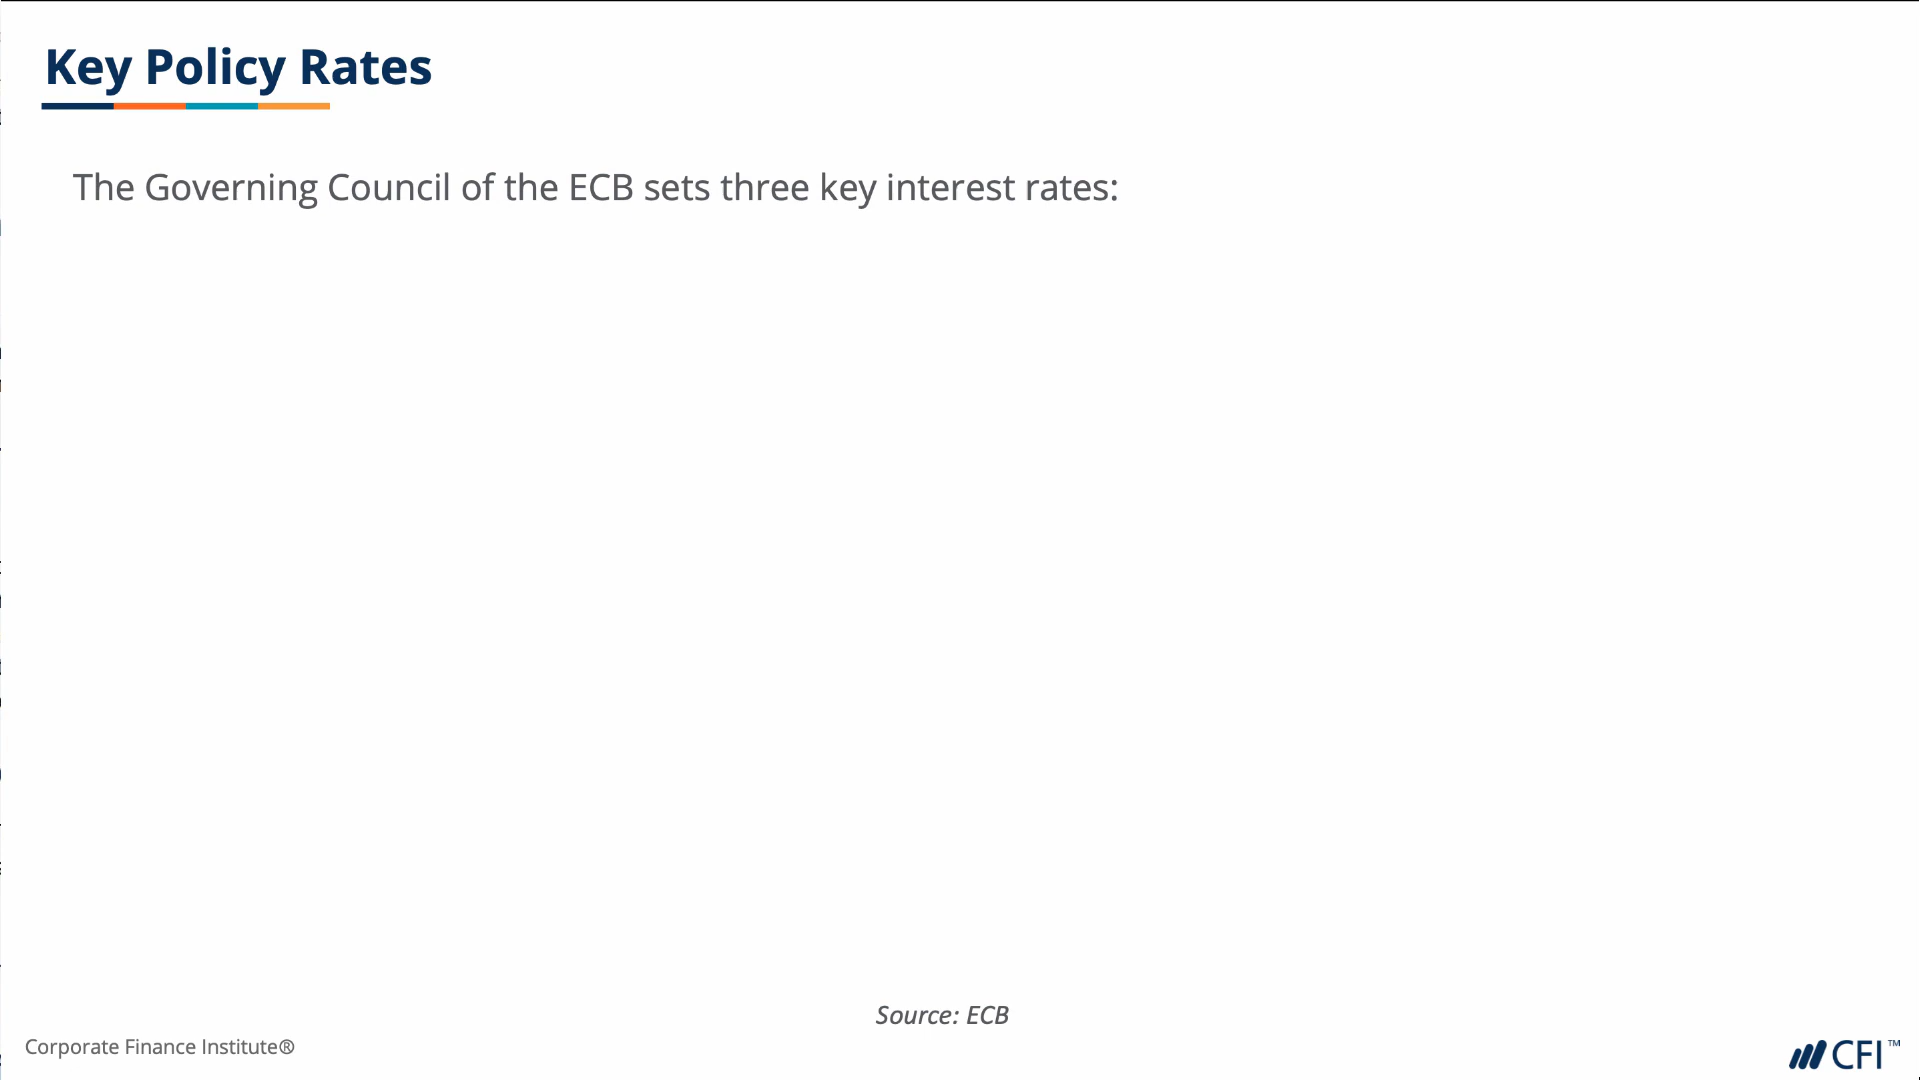 Key Policy Rates
The Governing Council of the ECB sets three key interest rates:
Source: ECB
Corporate Finance Institute®
CFI™